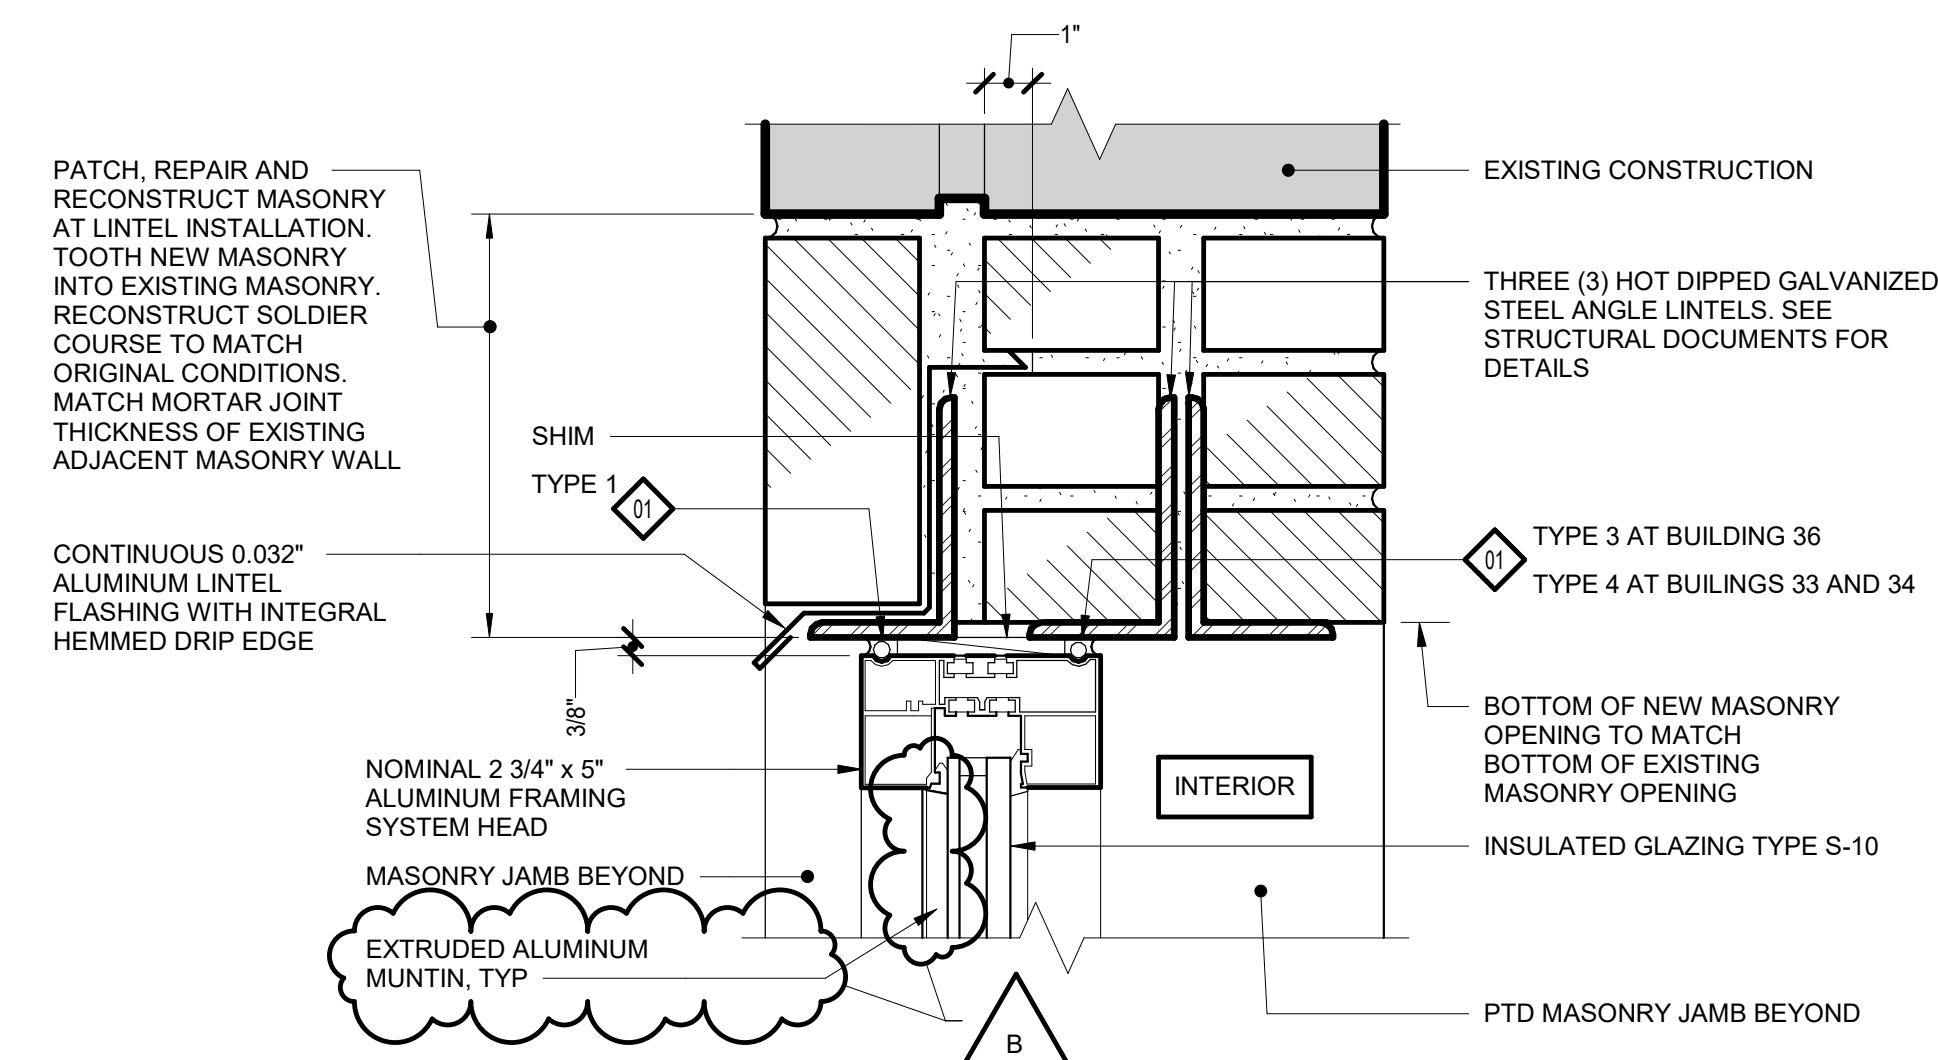 1"
PATCH, REPAIR AND
RECONSTRUCT MASONRY
AT LINTEL INSTALLATION.
TOOTH NEW MASONRY
INTO EXISTING MASONRY.
RECONSTRUCT SOLDIER
COURSE TO MATCH
ORIGINAL CONDITIONS.
MATCH MORTAR JOINT
THICKNESS OF EXISTING
ADJACENT MASONRY WALL
EXISTING CONSTRUCTION
THREE (3) HOT DIPPED GALVANIZED
STEEL ANGLE LINTELS. SEE
STRUCTURAL DOCUMENTS FOR
DETAILS
SHIM
TYPE 1
01
CONTINUOUS 0.032"
ALUMINUM LINTEL
FLASHING WITH INTEGRAL
HEMMED DRIP EDGE
01
TYPE 3 AT BUILDING 36
TYPE 4 AT BUILINGS 33 AND 34
3/8"
BOTTOM OF NEW MASONRY
OPENING TO MATCH
BOTTOM OF EXISTING
MASONRY OPENING
NOMINAL 2 3/4" x 5"
ALUMINUM FRAMING
SYSTEM HEAD
INTERIOR
INSULATED GLAZING TYPE S-10
MASONRY JAMB BEYOND
EXTRUDED ALUMINUM
MUNTIN, TYP
PTD MASONRY JAMB BEYOND
B